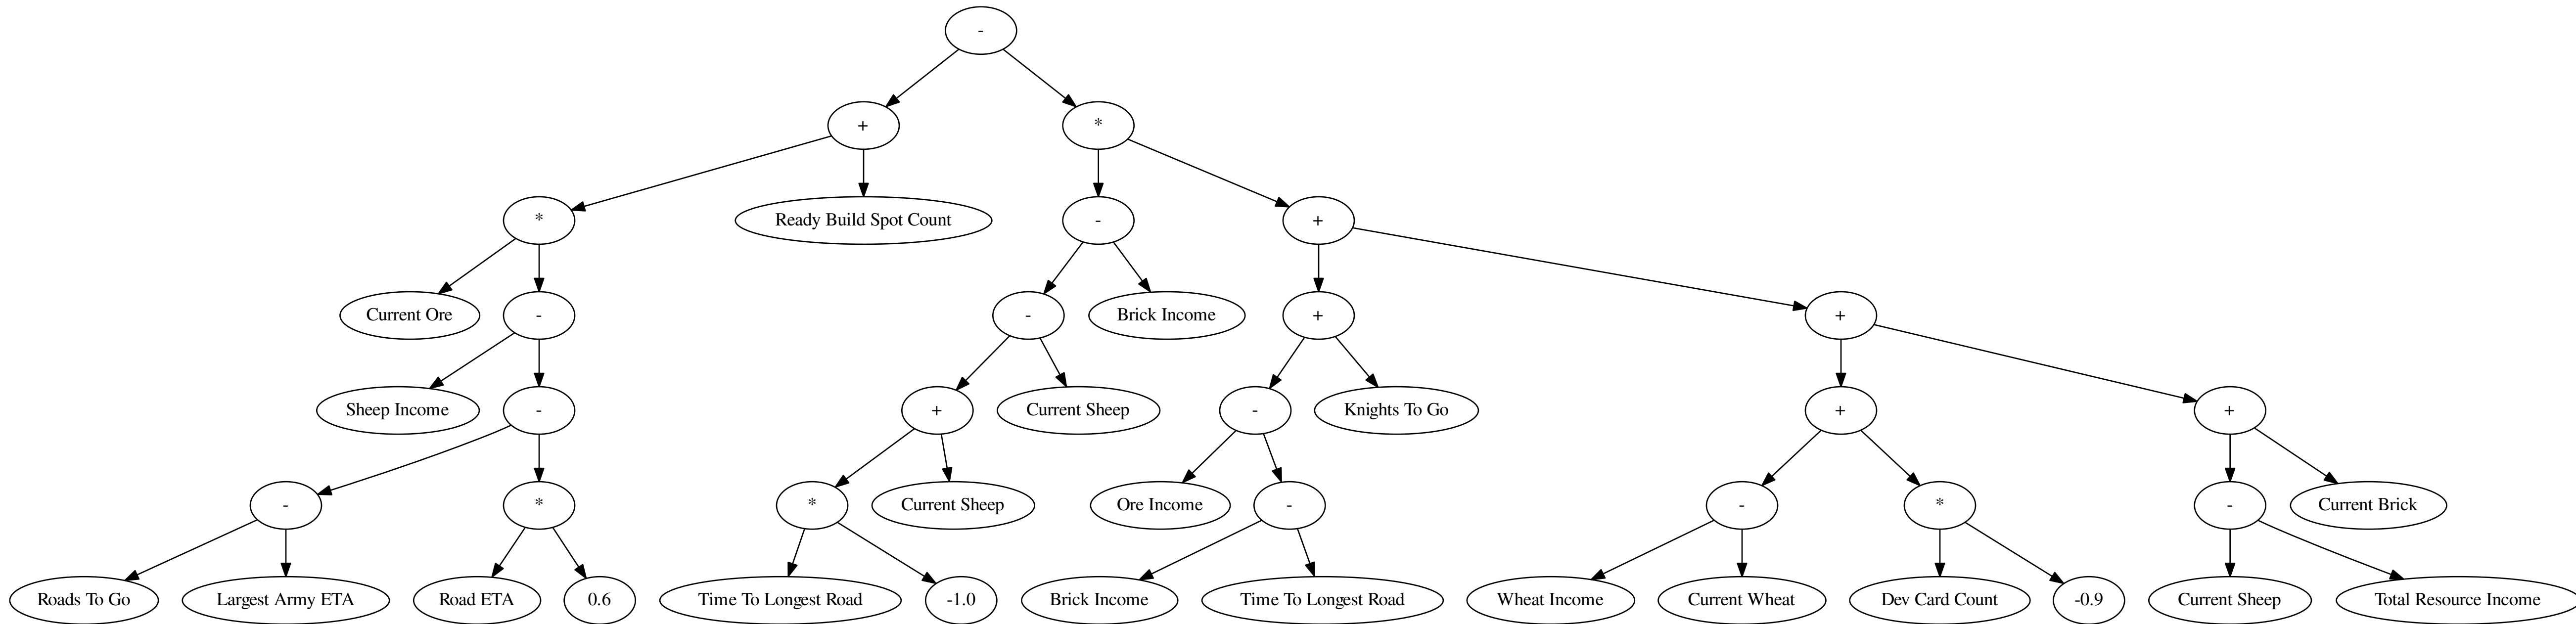 -
+
*
*
Ready Build Spot Count
-
+
Current Ore
-
-
Brick Income
+
+
Sheep Income
-
+
Current Sheep
-
Knights To Go
+
+
-
*
*
Current Sheep
Ore Income
-
-
*
-
Current Brick
Roads To Go
Largest Army ETA
Road ETA
0.6
Time To Longest Road
-1.0
Brick Income
Time To Longest Road
Wheat Income
Current Wheat
Dev Card Count
-0.9
Current Sheep
Total Resource Income